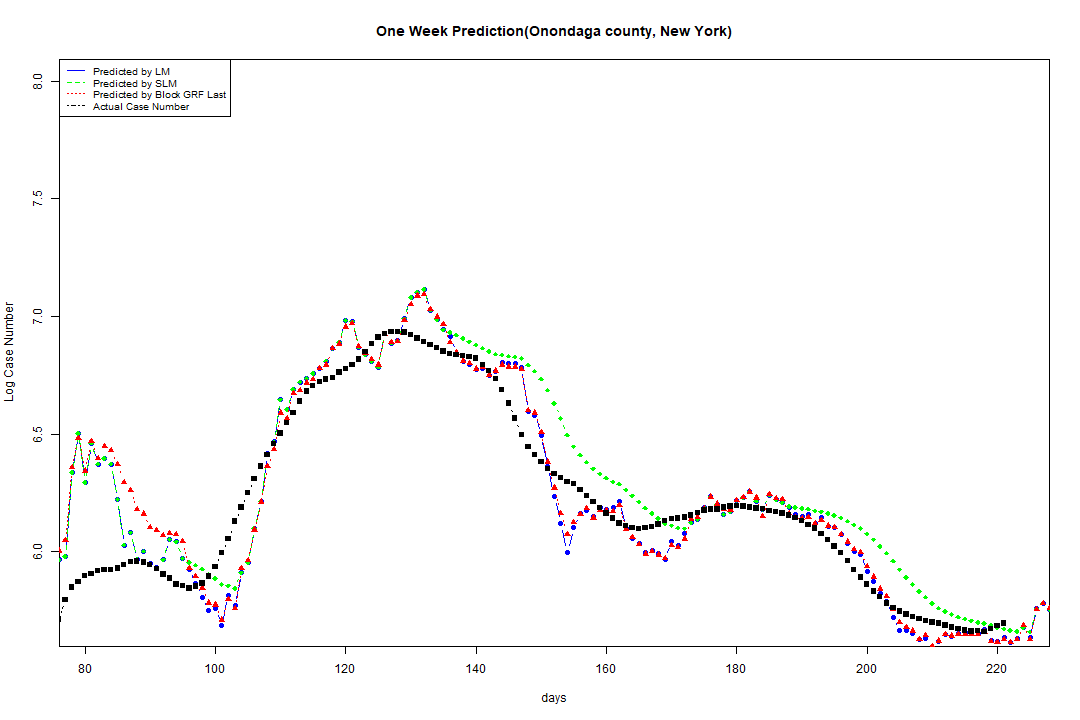 One Week Prediction(Onondaga county, New York)
Predicted by LM
Predicted by SLM
Predicted by Block GRF Last
Actual Case Number
8.0
7.5
7.0
6.5
6.0
Log Case Number
80 100 120 140 160 180 200 220
days